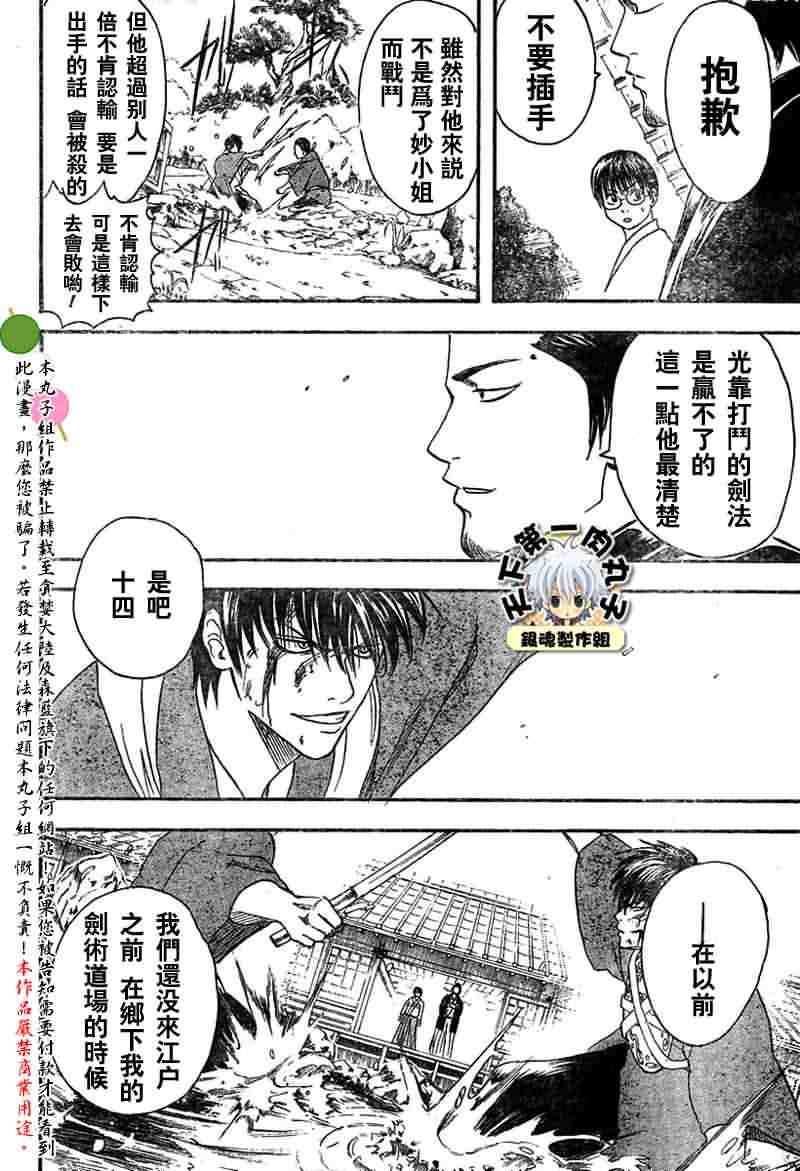 抱歉
不要插手
雖然對他來説
不是爲了妙小姐
而戰鬥
但他超過别人一
倍不肯認輸 要是
出手的話 會被殺的
不肯認輸
可是這樣下
去會敗喲!
光靠打鬥的劍法
是贏不了的
這一點他最清楚
是吧
十四
天下第一肉丸子
銀魂製作組
──在以前
我們還没來江户
之前 在鄉下我的
劍術道場的時候
本丸子組作品禁止轉載至貪婪大陸及森藍旗下的任何網站!如果您被告知需要付款才能看到
此漫畫，那麼您被騙了。若發生任何法律问題本丸子組一慨不負責!本作品嚴禁商業用途。